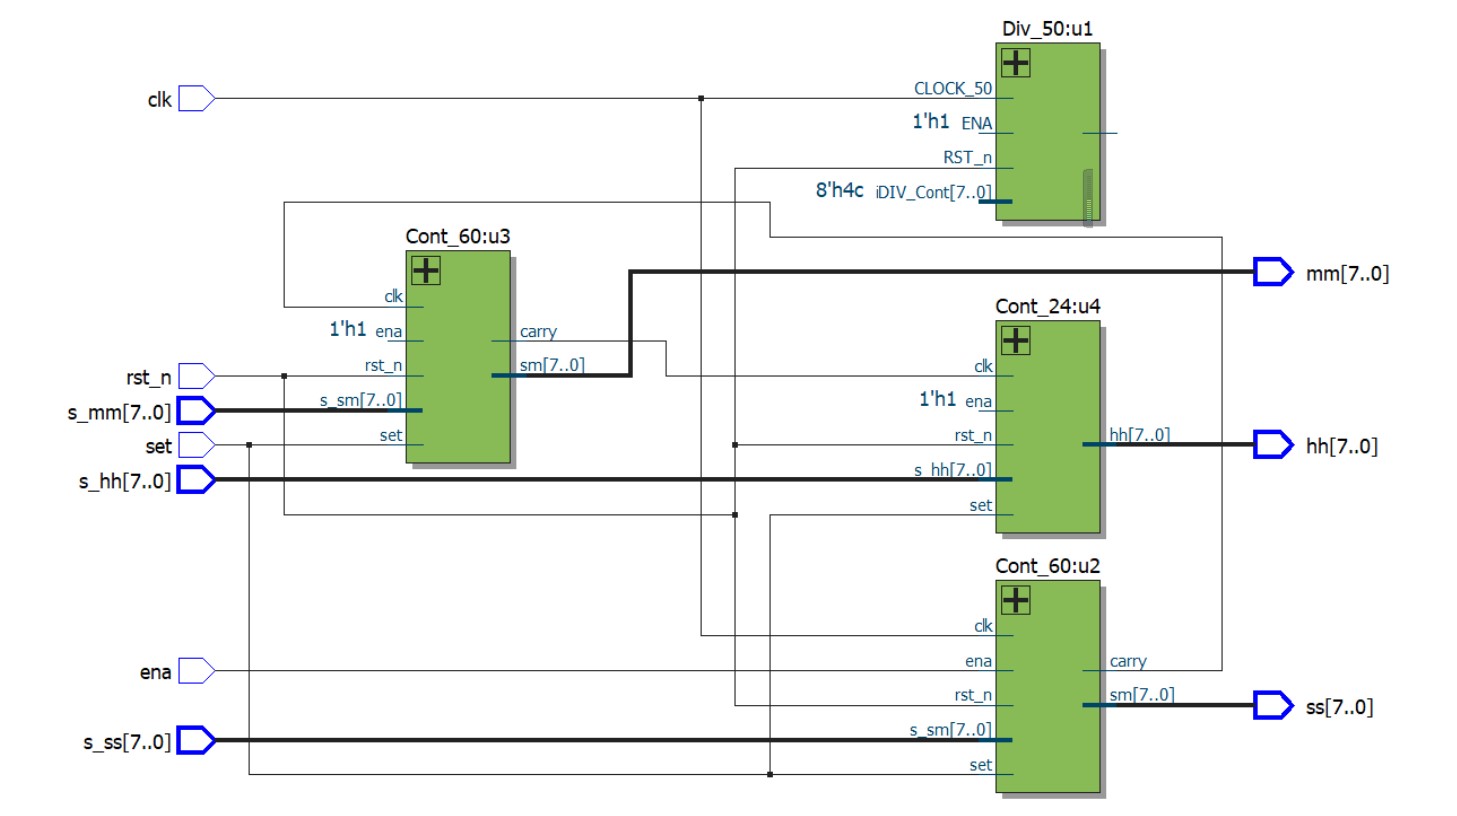 Div_50:u1
clk
CLOCK_50
1'h1 ENA
RST_n
8'h4c iDIV_Cont[7..0]
Cont_60:u3
clk
1'h1 ena
carry
rst_n
sm[7..0]
s_sm[7..0]
set
rst_n
s_mm[7..0]
set
s_hh[7..0]
mm[7..0]
Cont_24:u4
clk
1'h1 ena
rst_n
hh[7..0]
s_hh[7..0]
set
hh[7..0]
Cont_60:u2
clk
ena
carry
rst_n
sm[7..0]
s_sm[7..0]
set
ena
s_ss[7..0]
ss[7..0]